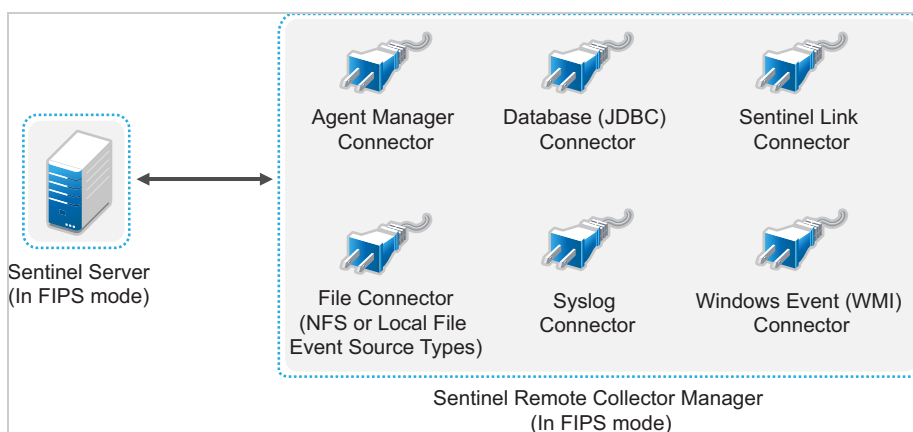 Agent Manager
Connector
Database (JDBC)
Connector
Sentinel Link
Connector
Sentinel Server
(In FIPS mode)
File Connector
(NFS or Local File
Event Source Types)
Syslog
Connector
Windows Event (WMI)
Connector
Sentinel Remote Collector Manager
(In FIPS mode)